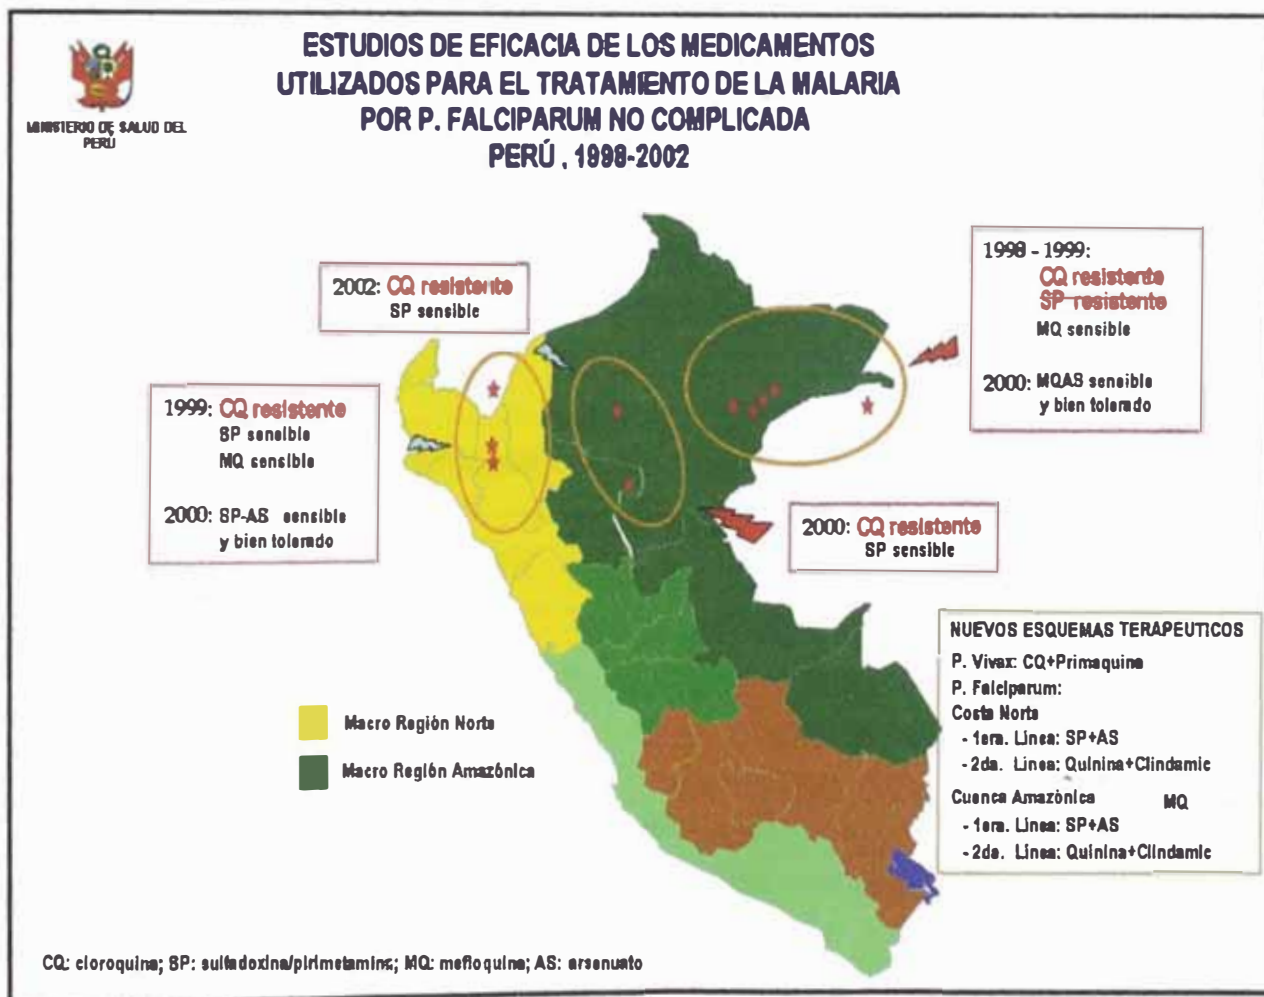 ESTUDIOS DE EFICACIA DE LOS MEDICAMENTOS
UTILIZADOS PARA EL TRATAMIENTO DE LA MALARIA
POR P. FALCIPARUM NO COMPLICADA
PERÚ , 1998-2002
MINISTERIO DE SALUD DEL
PERU
2002: CQ resistente
SP sensible
1998 - 1999:
CQ resistente
SP resistente
MQ sensible
2000: MQAS sensible
y bien tolerado
1999: CQ resistente
SP sensible
MQ sensible
2000: SP-AS sensible
y bien tolerado
2000: CQ resistente
SP sensible
NUEVOS ESQUEMAS TERAPEUTICOS
P. Vivax: CQ+Primaquina
P. Falciparum:
Costa Norte
- 1era. Linea: SP+AS
- 2da. Linea: Quinina+Clindamic
Cuenca Amazònica MQ
- 1era. Linea: SP+AS
- 2da. Linea: Quinina+Clindamic
Macro Región Norte
Macro Región Amazónica
CQ: cloroquina; SP: sulfadoxina/pirimetamina; MQ: mefloquina; AS: arsenuato